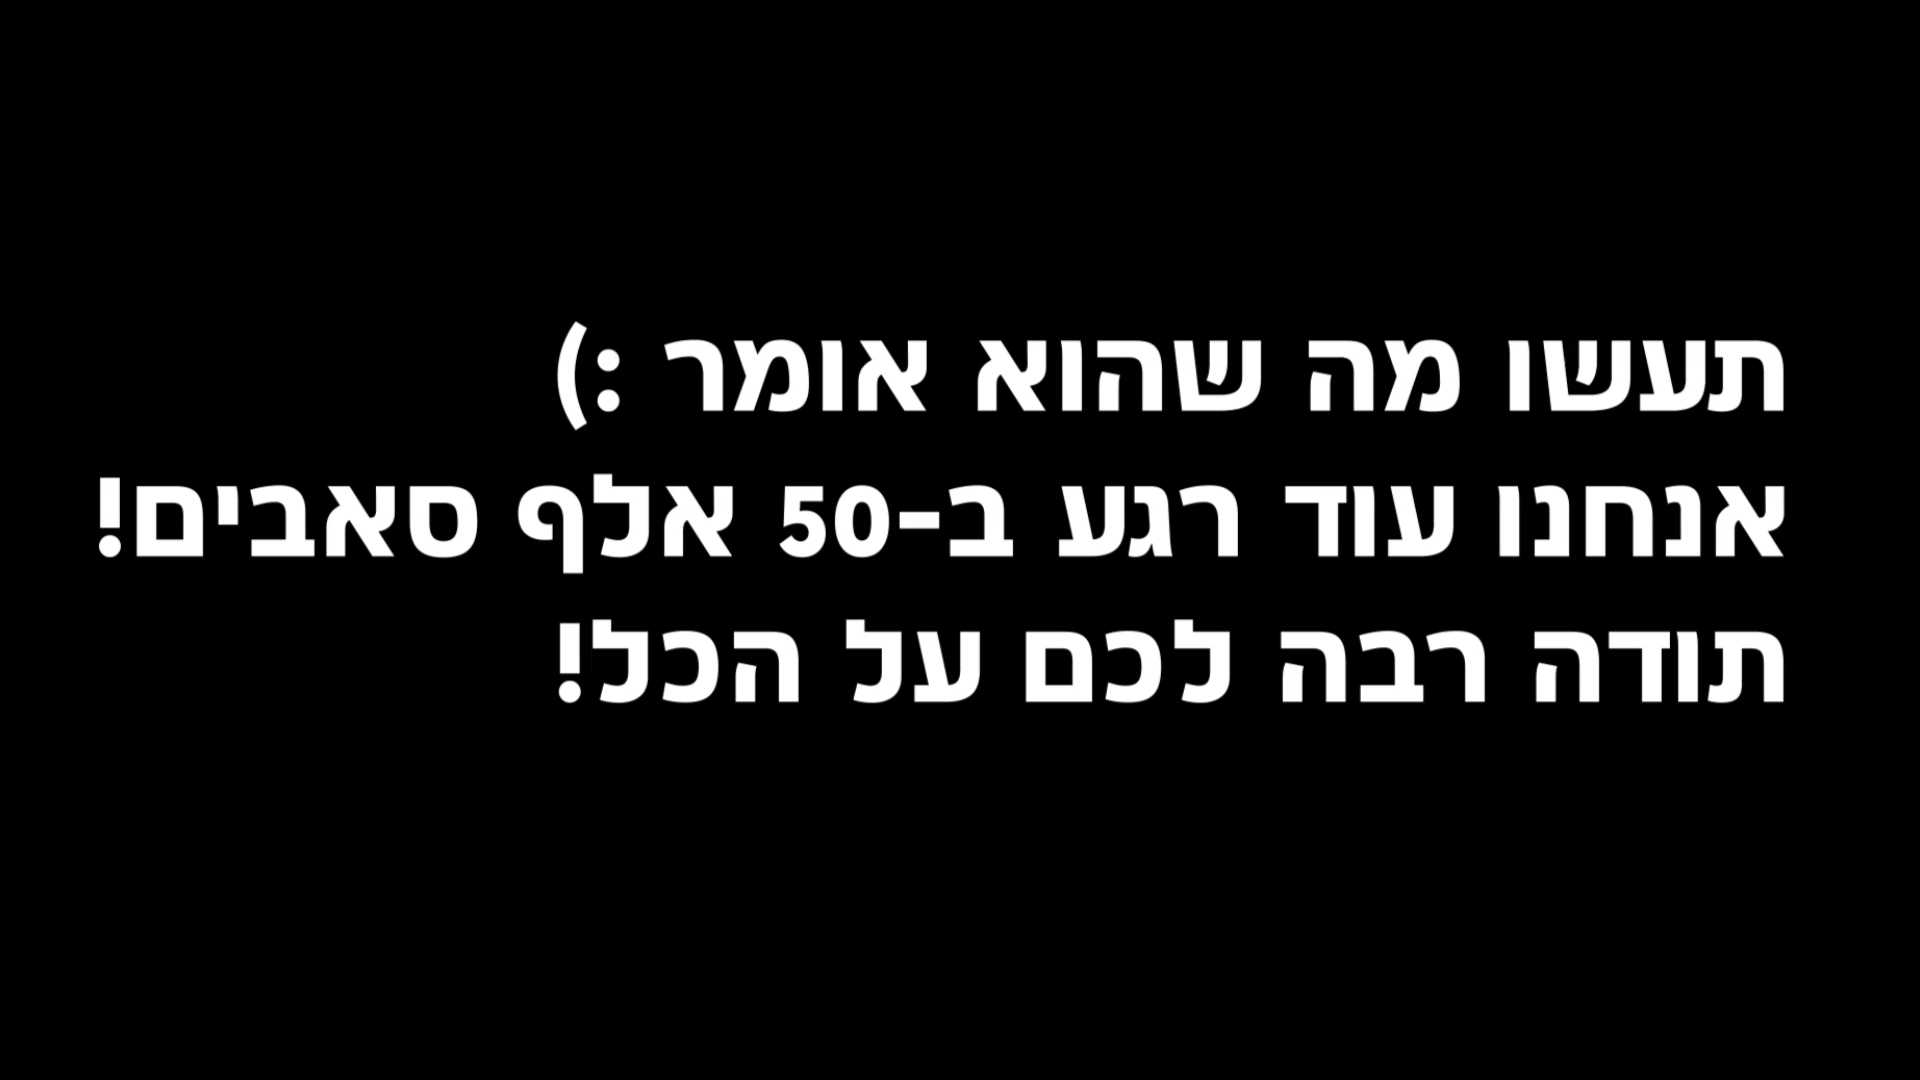 תעשו מה שהוא אומר :)
אנחנו עוד רגע ב-50 אלף סאבים!
תודה רבה לכם על הכל!